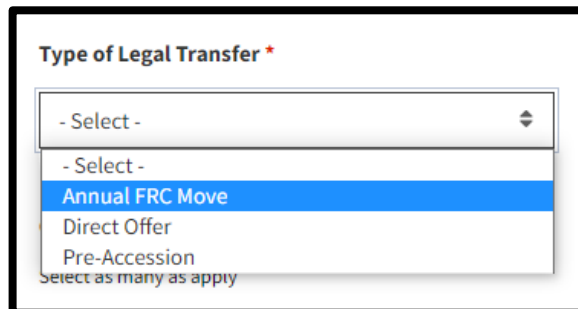 Type of Legal Transfer *
- Select -
- Select -
Annual FRC Move
Direct Offer
Pre-Accession
Select as many as apply